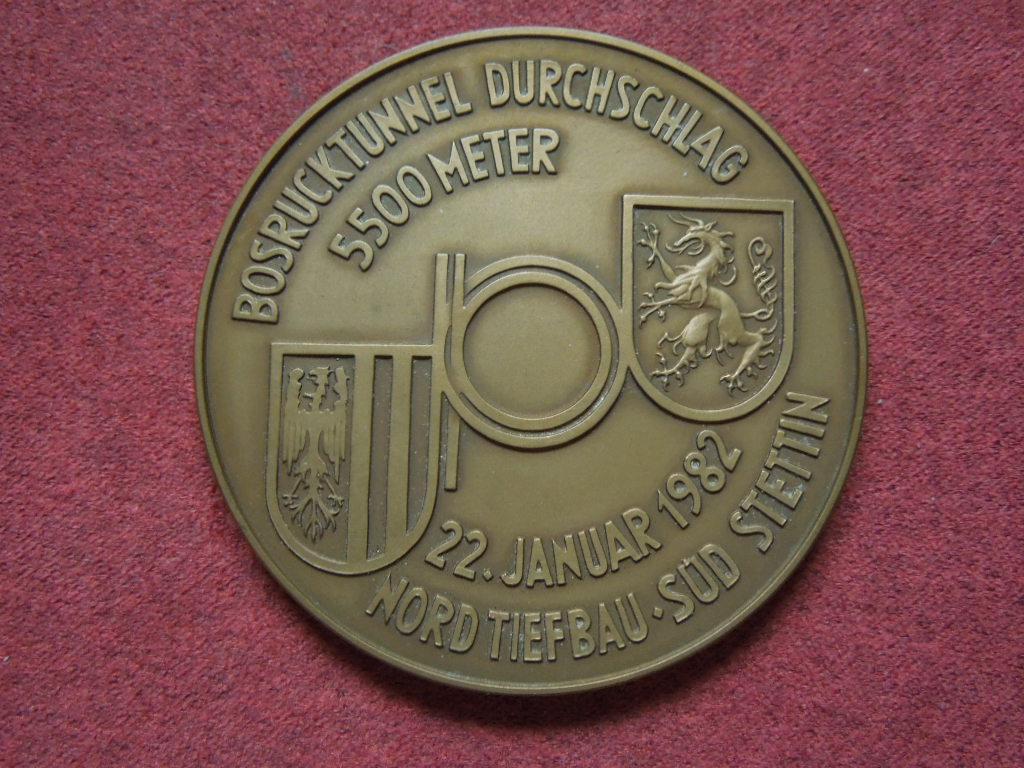 BOSRUCKTUNNEL DURCHSCHLAG
5500 METER
22. JANUAR 1982
NORD TIEFBAU · SÜD STETTIN